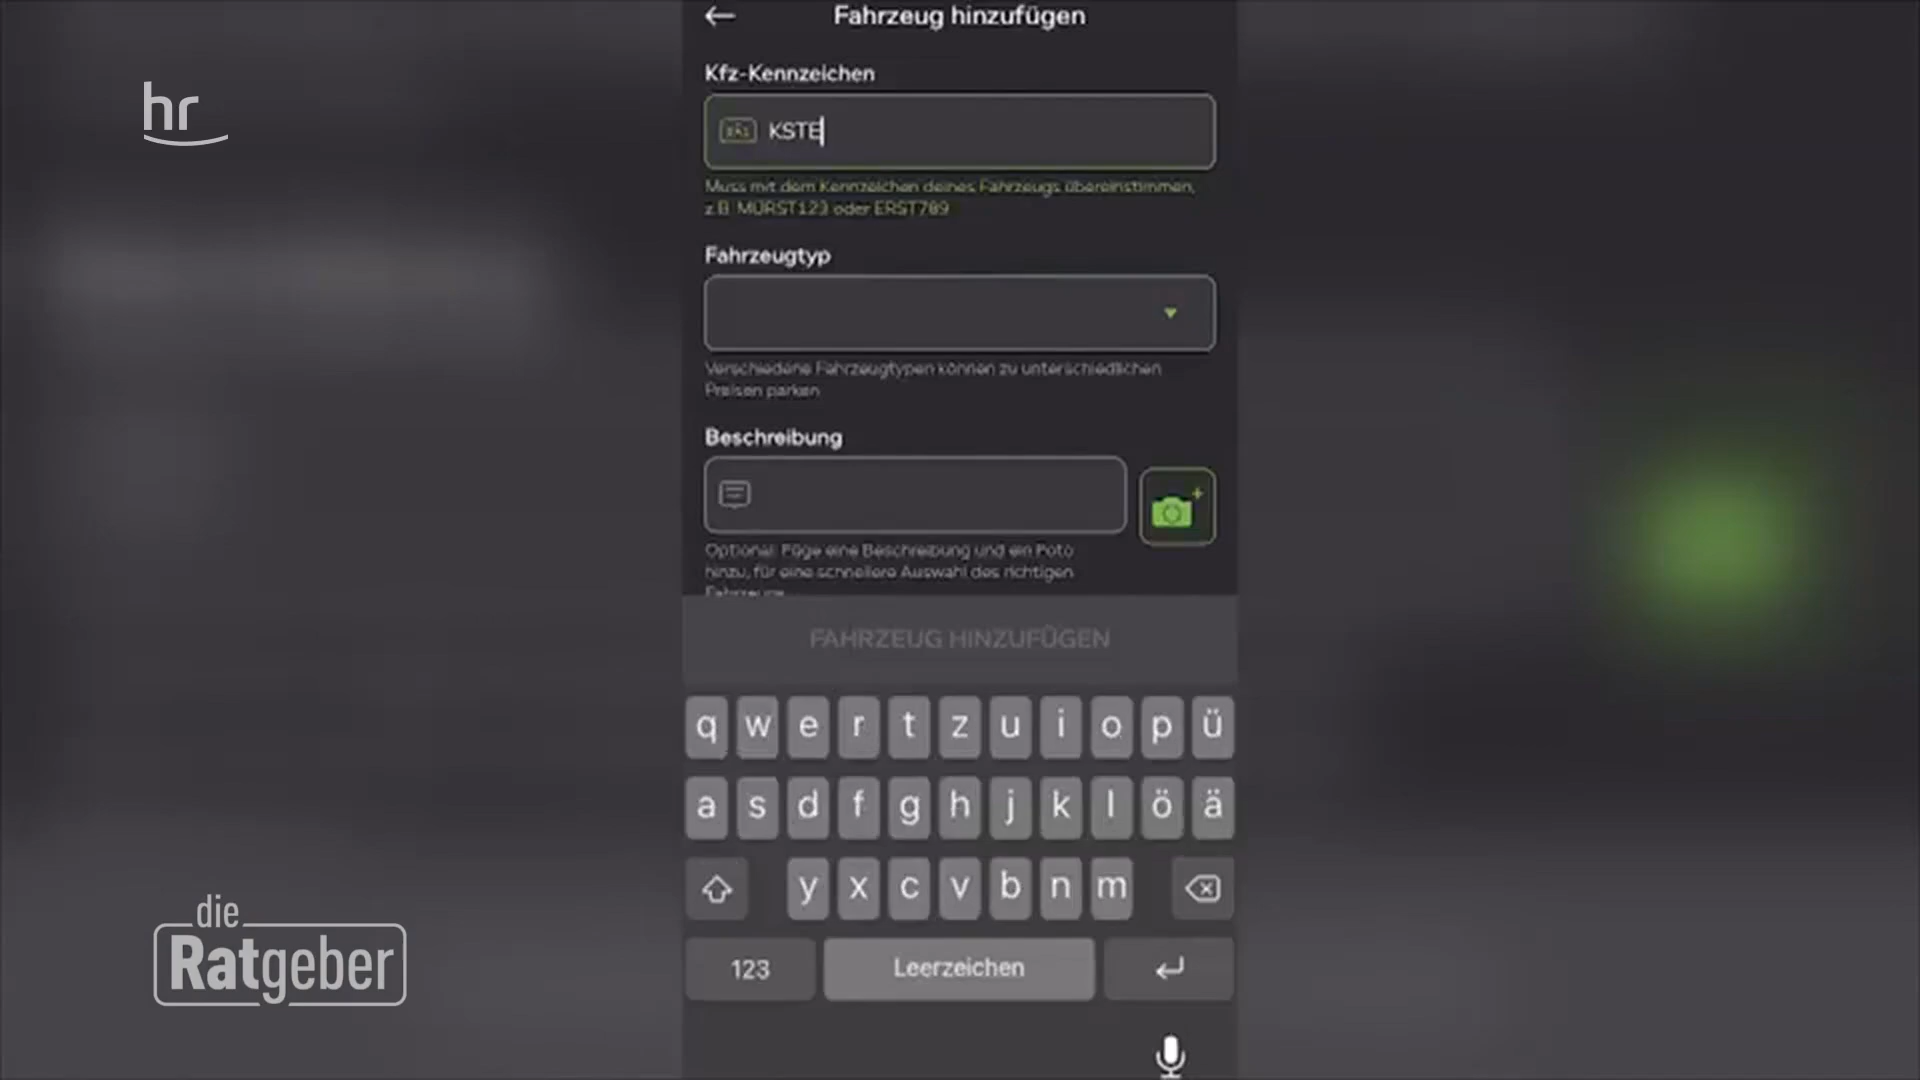 Fahrzeug hinzufügen
Kfz-Kennzeichen
KSTE
Muss mit dem Kennzeichen deines Fahrzeugs übereinstimmen,
z.B. MÜRST123 oder ERST789
Fahrzeugtyp
Verschiedene Fahrzeugtypen können zu unterschiedlichen
Preisen parken
Beschreibung
Optional: Füge eine Beschreibung und ein Foto
hinzu, für eine schnellere Auswahl des richtigen
FAHRZEUG HINZUFÜGEN
q w e r t z u i o p ü
a s d f g h j k l ö ä
y x c v b n m
123 Leerzeichen
hr
die
Ratgeber